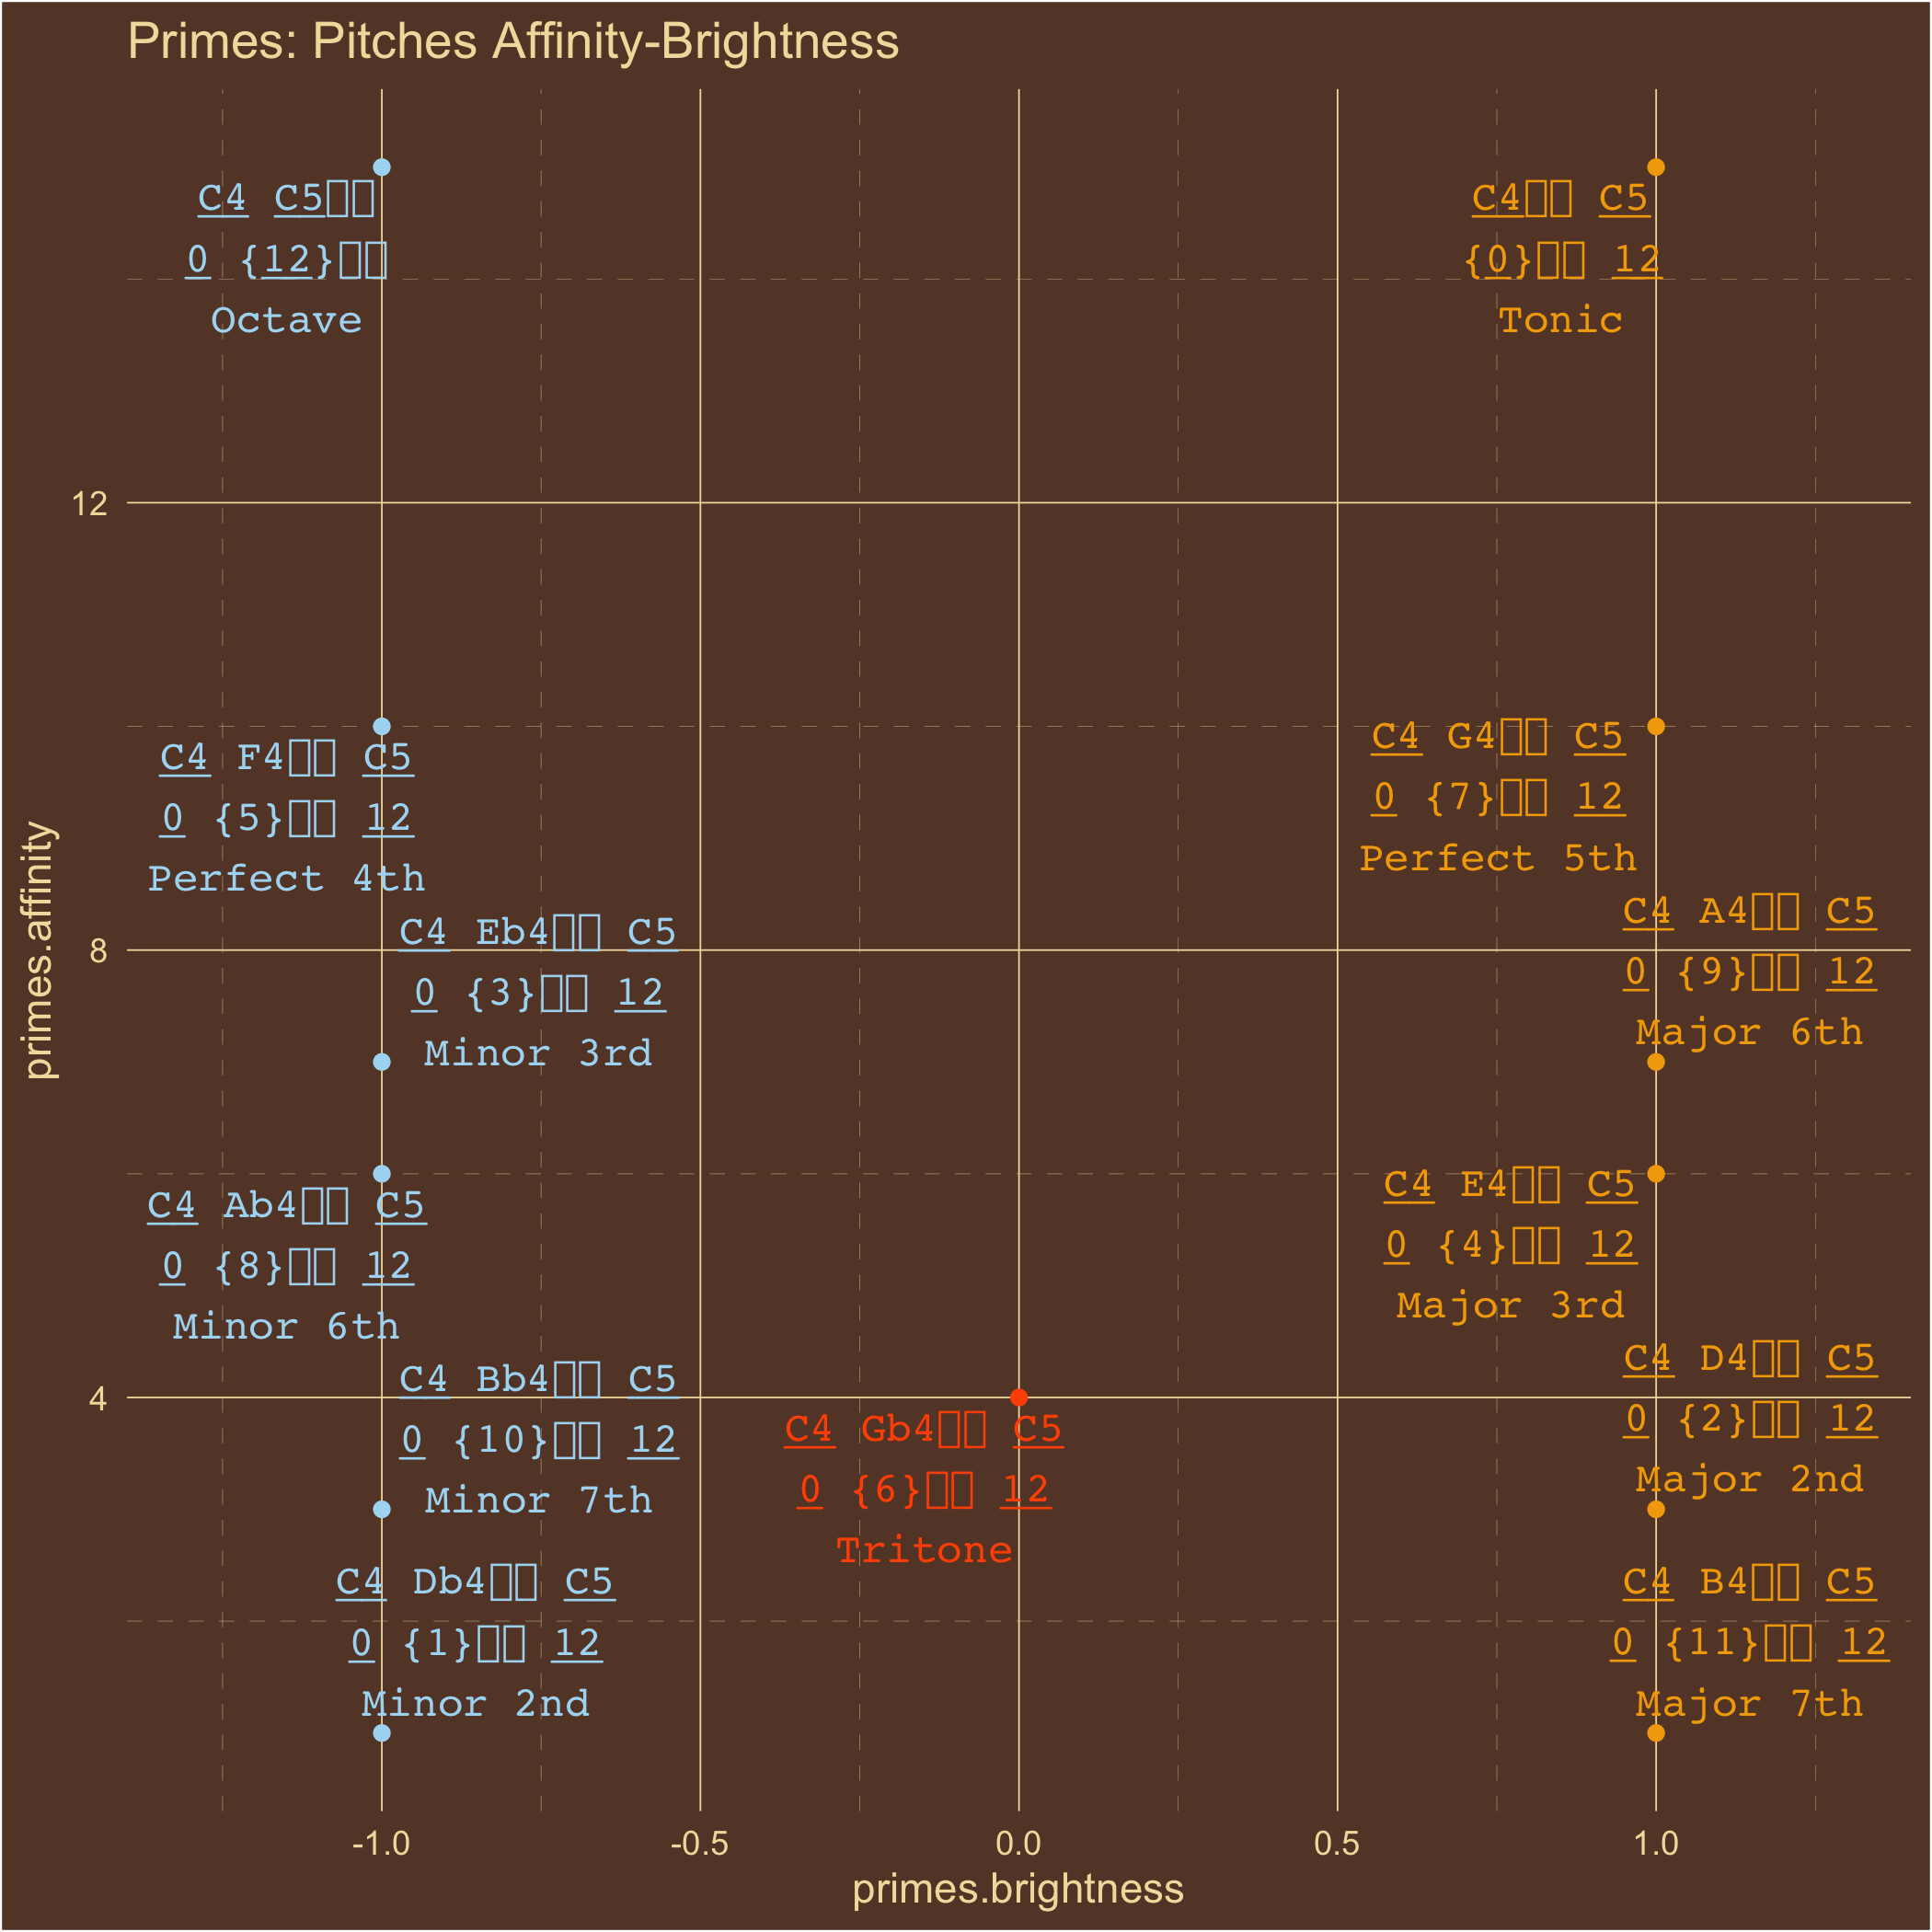 Primes: Pitches Affinity-Brightness
C4 C5▯▯
0 {12}▯▯
Octave
C4▯▯ C5
{0}▯▯ 12
Tonic
12
C4 F4▯▯ C5
0 {5}▯▯ 12
Perfect 4th
C4 G4▯▯ C5
0 {7}▯▯ 12
Perfect 5th
C4 Eb4▯▯ C5
0 {3}▯▯ 12
Minor 3rd
C4 A4▯▯ C5
0 {9}▯▯ 12
Major 6th
8
primes.affinity
C4 Ab4▯▯ C5
0 {8}▯▯ 12
Minor 6th
C4 E4▯▯ C5
0 {4}▯▯ 12
Major 3rd
C4 Bb4▯▯ C5
0 {10}▯▯ 12
Minor 7th
C4 Gb4▯▯ C5
0 {6}▯▯ 12
Tritone
C4 D4▯▯ C5
0 {2}▯▯ 12
Major 2nd
4
C4 Db4▯▯ C5
0 {1}▯▯ 12
Minor 2nd
C4 B4▯▯ C5
0 {11}▯▯ 12
Major 7th
-1.0 -0.5 0.0 0.5 1.0
primes.brightness